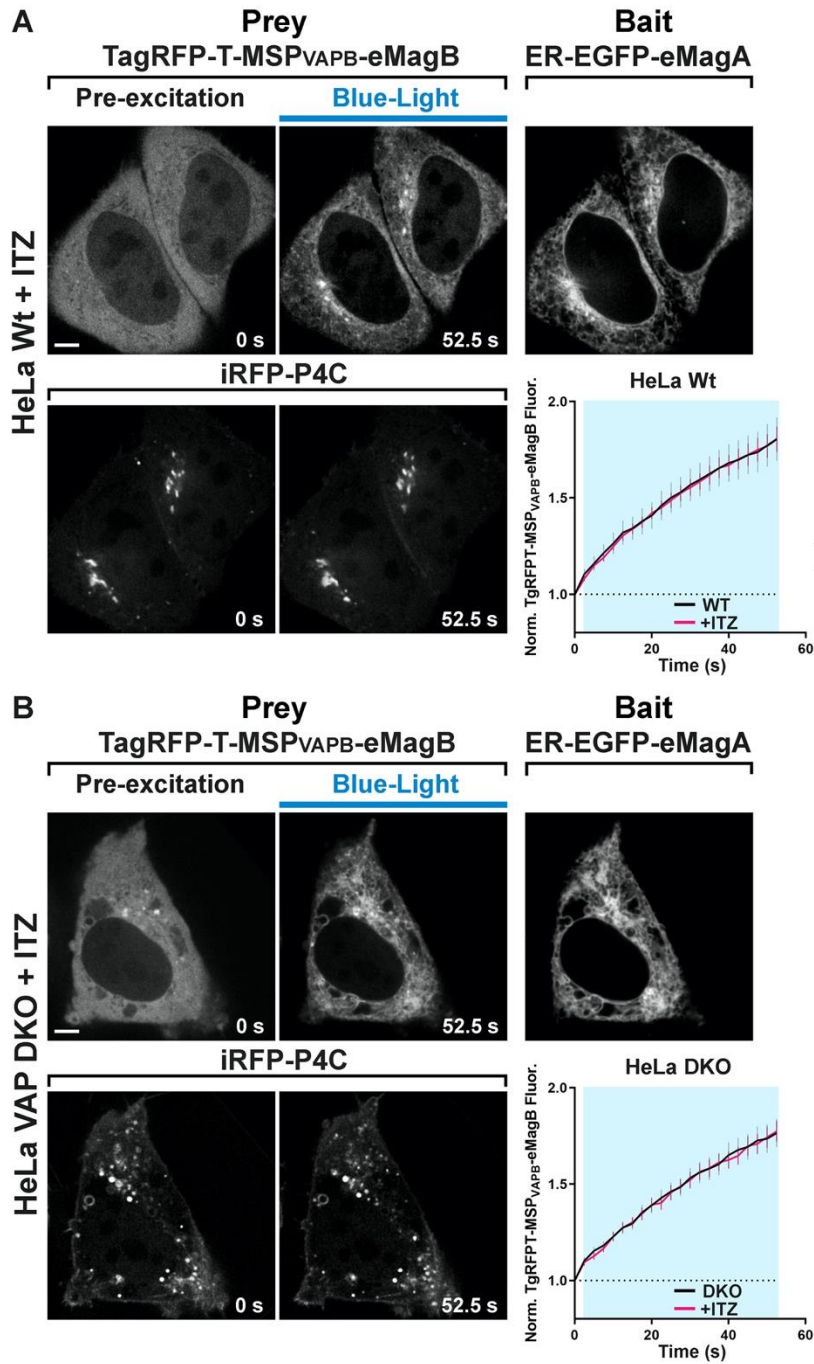 A
Prey
Bait
TagRFP-T-MSPVAPB-eMagB
ER-EGFP-eMagA
Pre-excitation
Blue-Light
HeLa Wt + ITZ
0 s
52.5 s
iRFP-P4C
0 s
52.5 s
HeLa Wt
Norm. TgRFPT-MSPVAPB-eMagB Fluor.
2.0
1.5
1.0
WT
+ITZ
0
20
40
60
Time (s)
B
Prey
Bait
TagRFP-T-MSPVAPB-eMagB
ER-EGFP-eMagA
Pre-excitation
Blue-Light
HeLa VAP DKO + ITZ
0 s
52.5 s
iRFP-P4C
0 s
52.5 s
HeLa DKO
Norm. TgRFPT-MSPVAPB-eMagB Fluor.
2.0
1.5
1.0
DKO
+ITZ
0
20
40
60
Time (s)